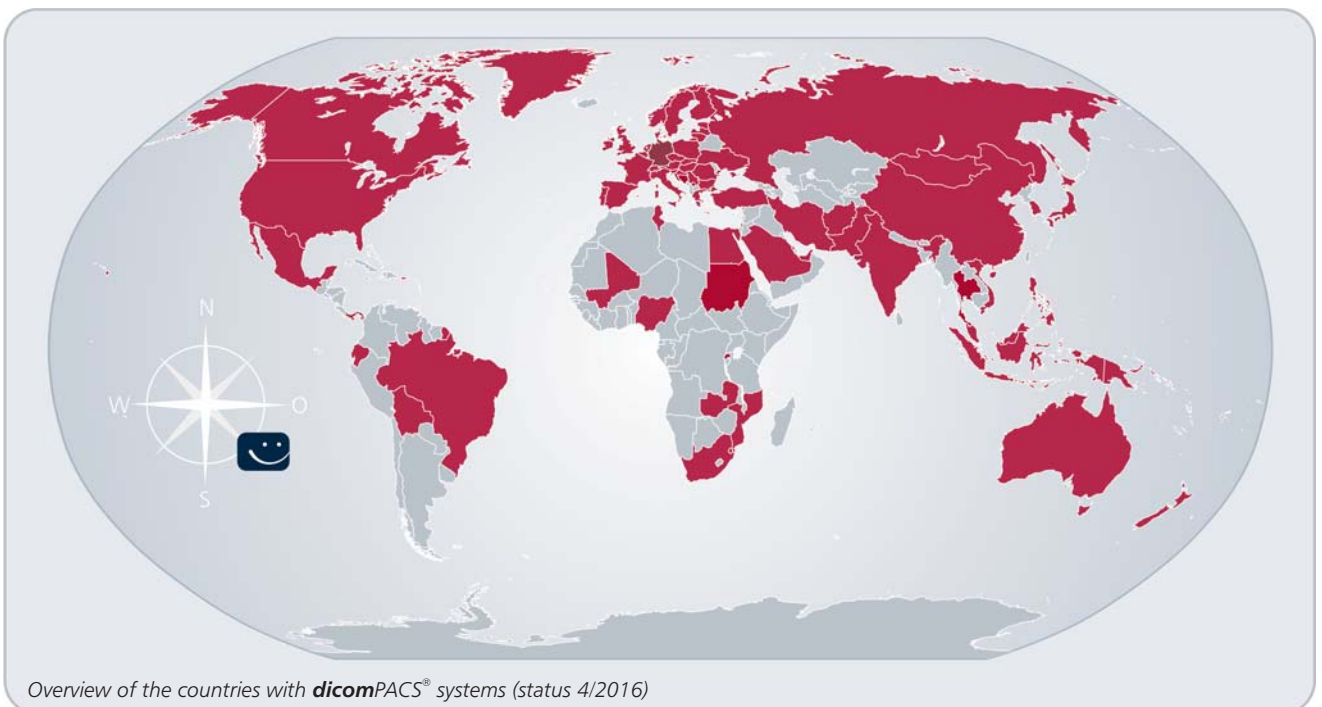 N
W O
S
Overview of the countries with dicomPACS® systems (status 4/2016)